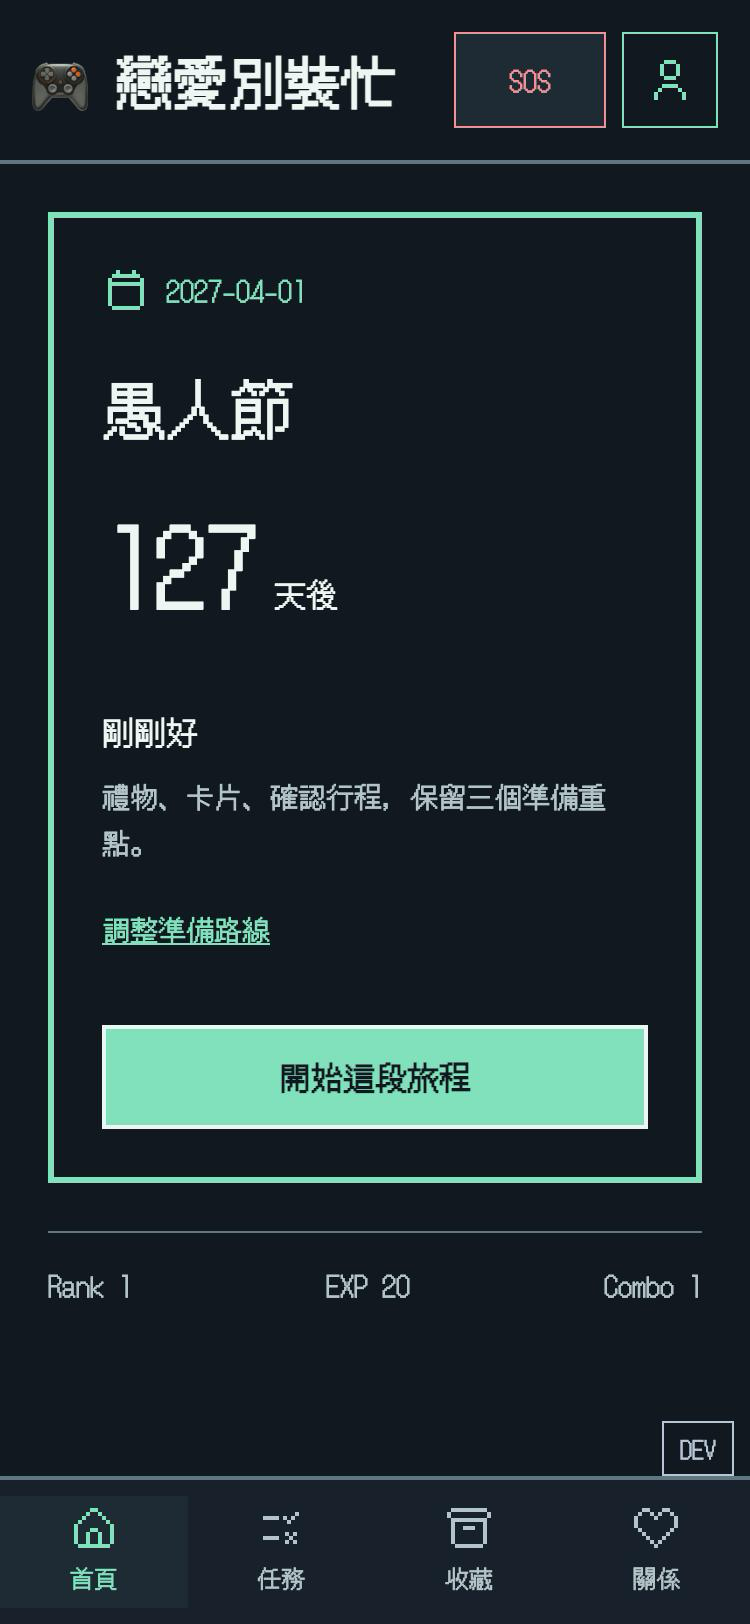 戀愛別裝忙
SOS
2027-04-01
愚人節
127 天後
剛剛好
禮物、卡片、確認行程，保留三個準備重
點。
調整準備路線
開始這段旅程
Rank 1
EXP 20
Combo 1
DEV
首頁
任務
收藏
關係